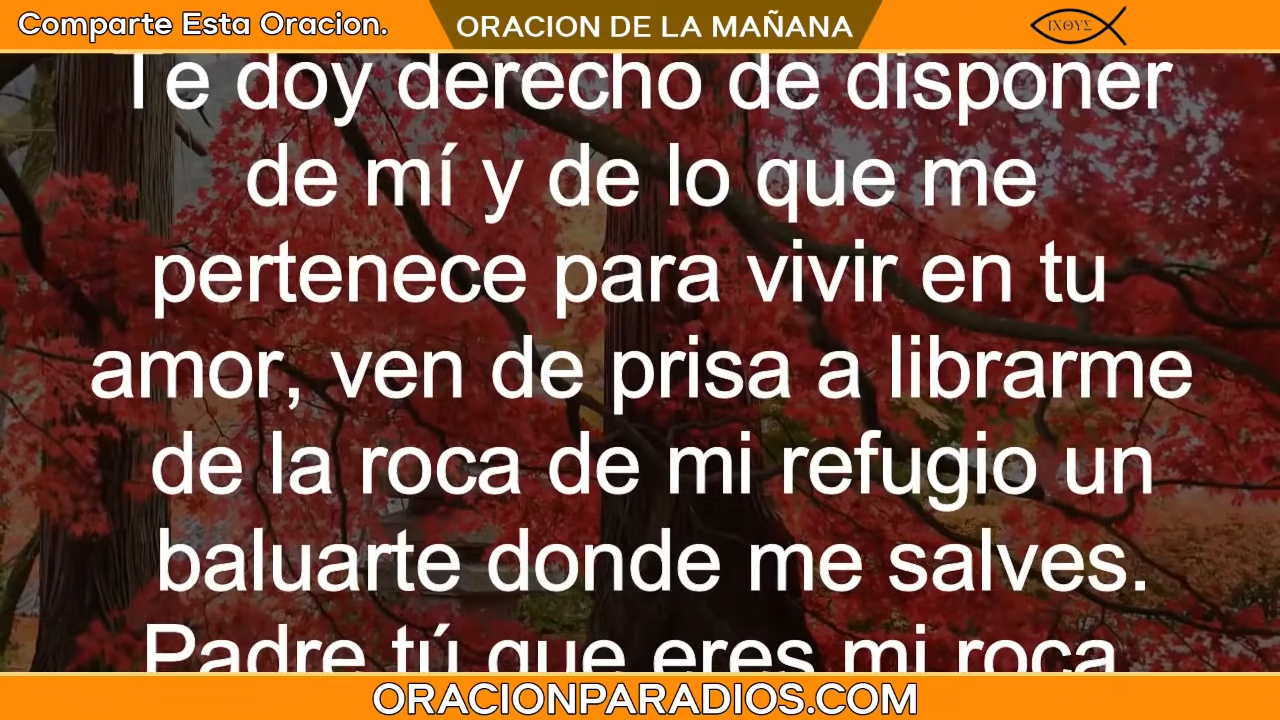 Comparte Esta Oracion.
ORACION DE LA MAÑANA
ΙΧΘΥΣ
Te doy derecho de disponer
de mí y de lo que me
pertenece para vivir en tu
amor, ven de prisa a librarme
de la roca de mi refugio un
baluarte donde me salves.
Padre tú que eres mi roca
ORACIONPARADIOS.COM